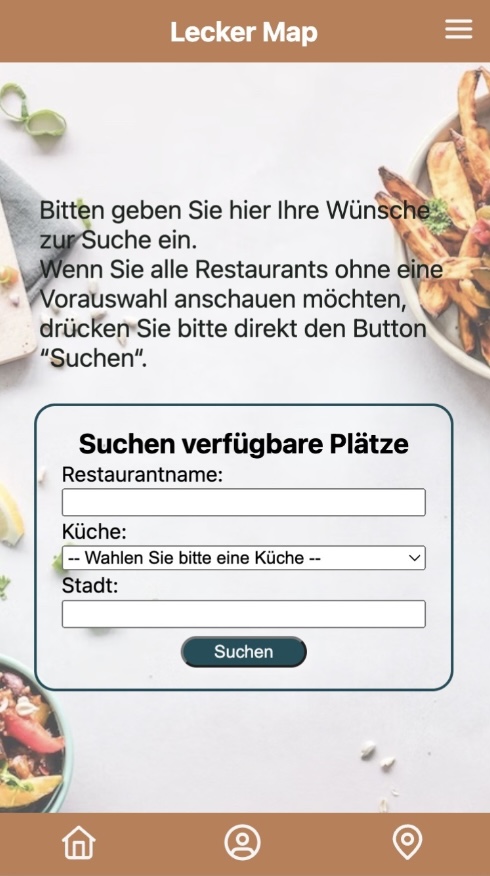 Lecker Map
Bitten geben Sie hier Ihre Wünsche
zur Suche ein.
Wenn Sie alle Restaurants ohne eine
Vorauswahl anschauen möchten,
drücken Sie bitte direkt den Button
“Suchen“.
Suchen verfügbare Plätze
Restaurantname:
Küche:
-- Wahlen Sie bitte eine Küche --
Stadt:
Suchen